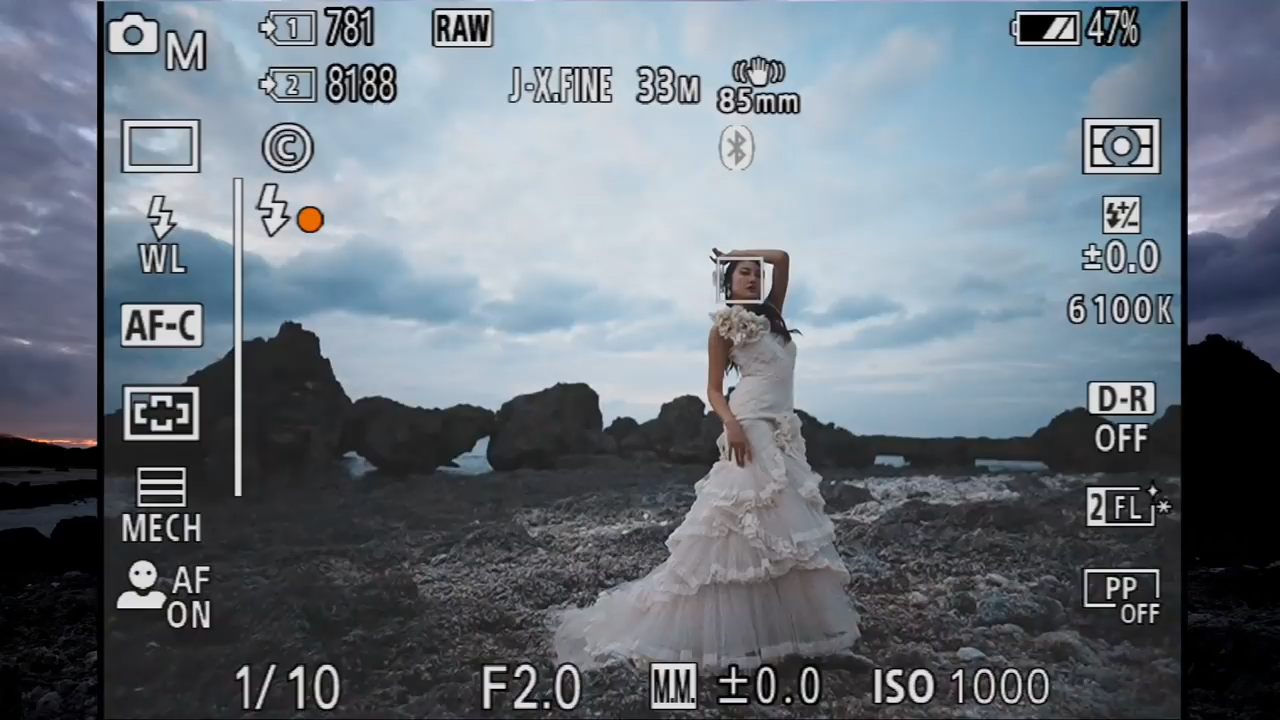 M
1 781
RAW
47%
2 8188
J-X.FINE 33M
85mm
C
WL
±0.0
AF-C
6100K
D-R
OFF
2 FL *
MECH
AF
ON
PP
OFF
1/10 F2.0 M.M. ±0.0 ISO 1000